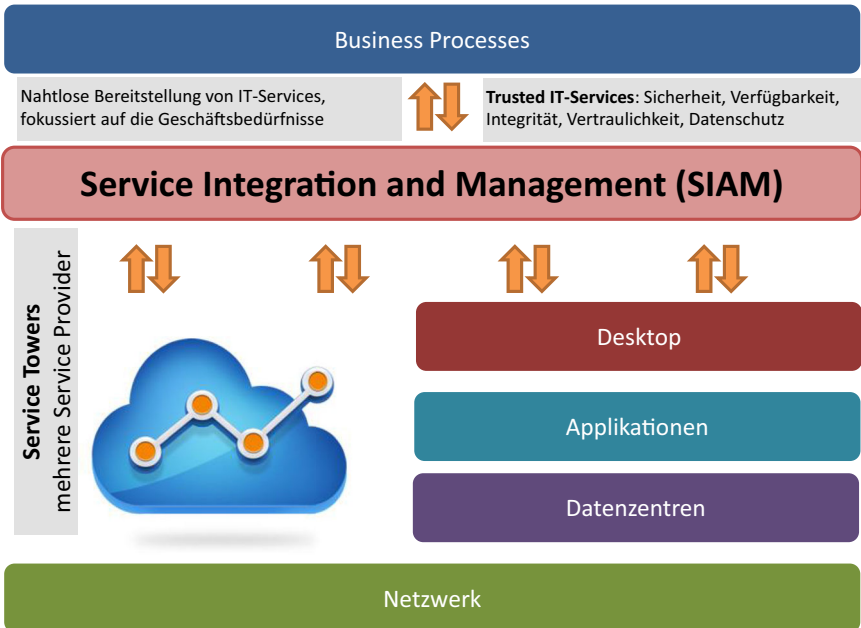 Business Processes
Nahtlose Bereitstellung von IT-Services,
fokussiert auf die Geschäftsbedürfnisse
Trusted IT-Services: Sicherheit, Verfügbarkeit,
Integrität, Vertraulichkeit, Datenschutz
Service Integration and Management (SIAM)
Service Towers
mehrere Service Provider
Desktop
Applikationen
Datenzentren
Netzwerk